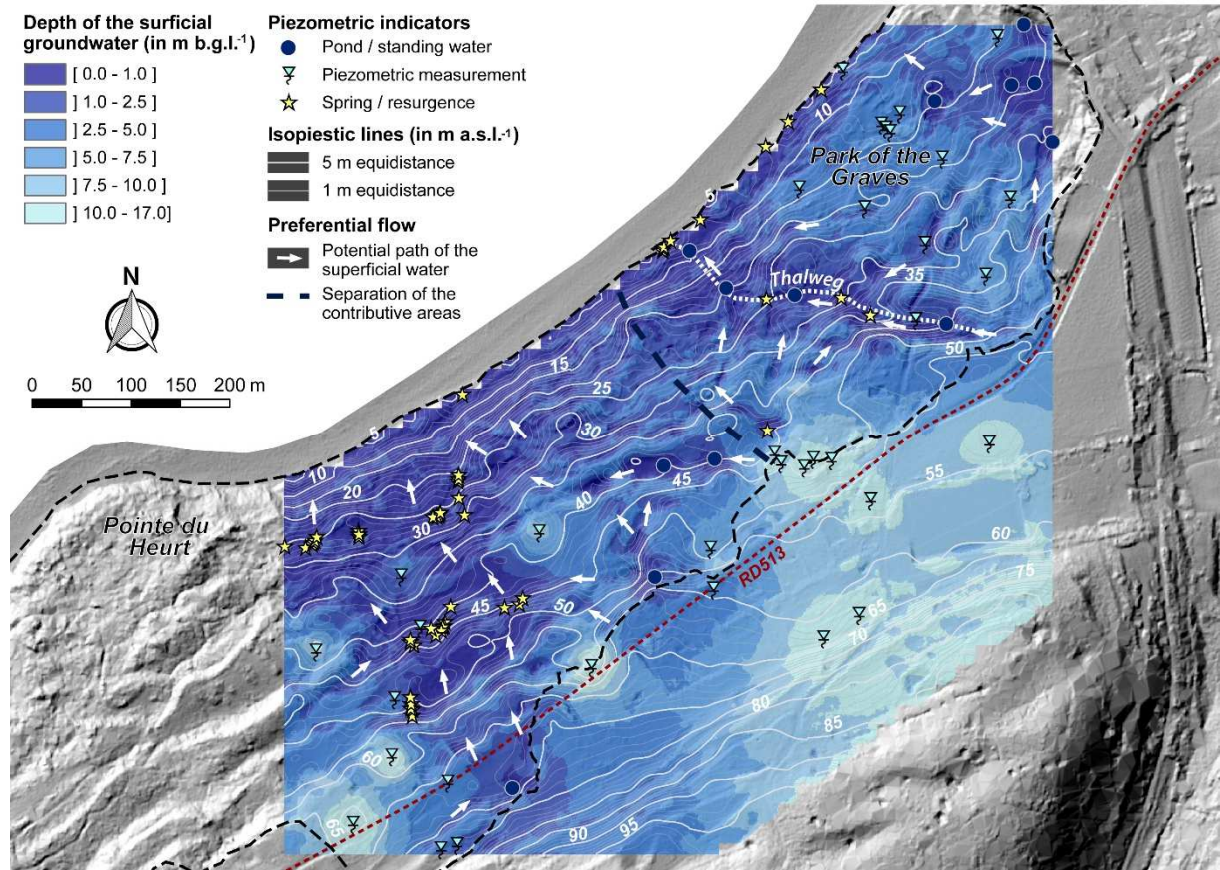 Depth of the surficial
groundwater (in m b.g.l.-1)
[ 0.0 - 1.0 ]
] 1.0 - 2.5 ]
] 2.5 - 5.0 ]
] 5.0 - 7.5 ]
] 7.5 - 10.0 ]
] 10.0 - 17.0]
Piezometric indicators
Pond / standing water
Piezometric measurement
Spring / resurgence
Isopiestic lines (in m a.s.l.-1)
5 m equidistance
1 m equidistance
Preferential flow
Potential path of the
superficial water
Separation of the
contributive areas
N
0 50 100 150 200 m
10
Park of the
Graves
5
35
Thalweg
50
15
25
5
30
10
20
40
45
55
Pointe du
Heurt
30
60
RD513
75
45
50
65
70
80
85
60
65
90
95